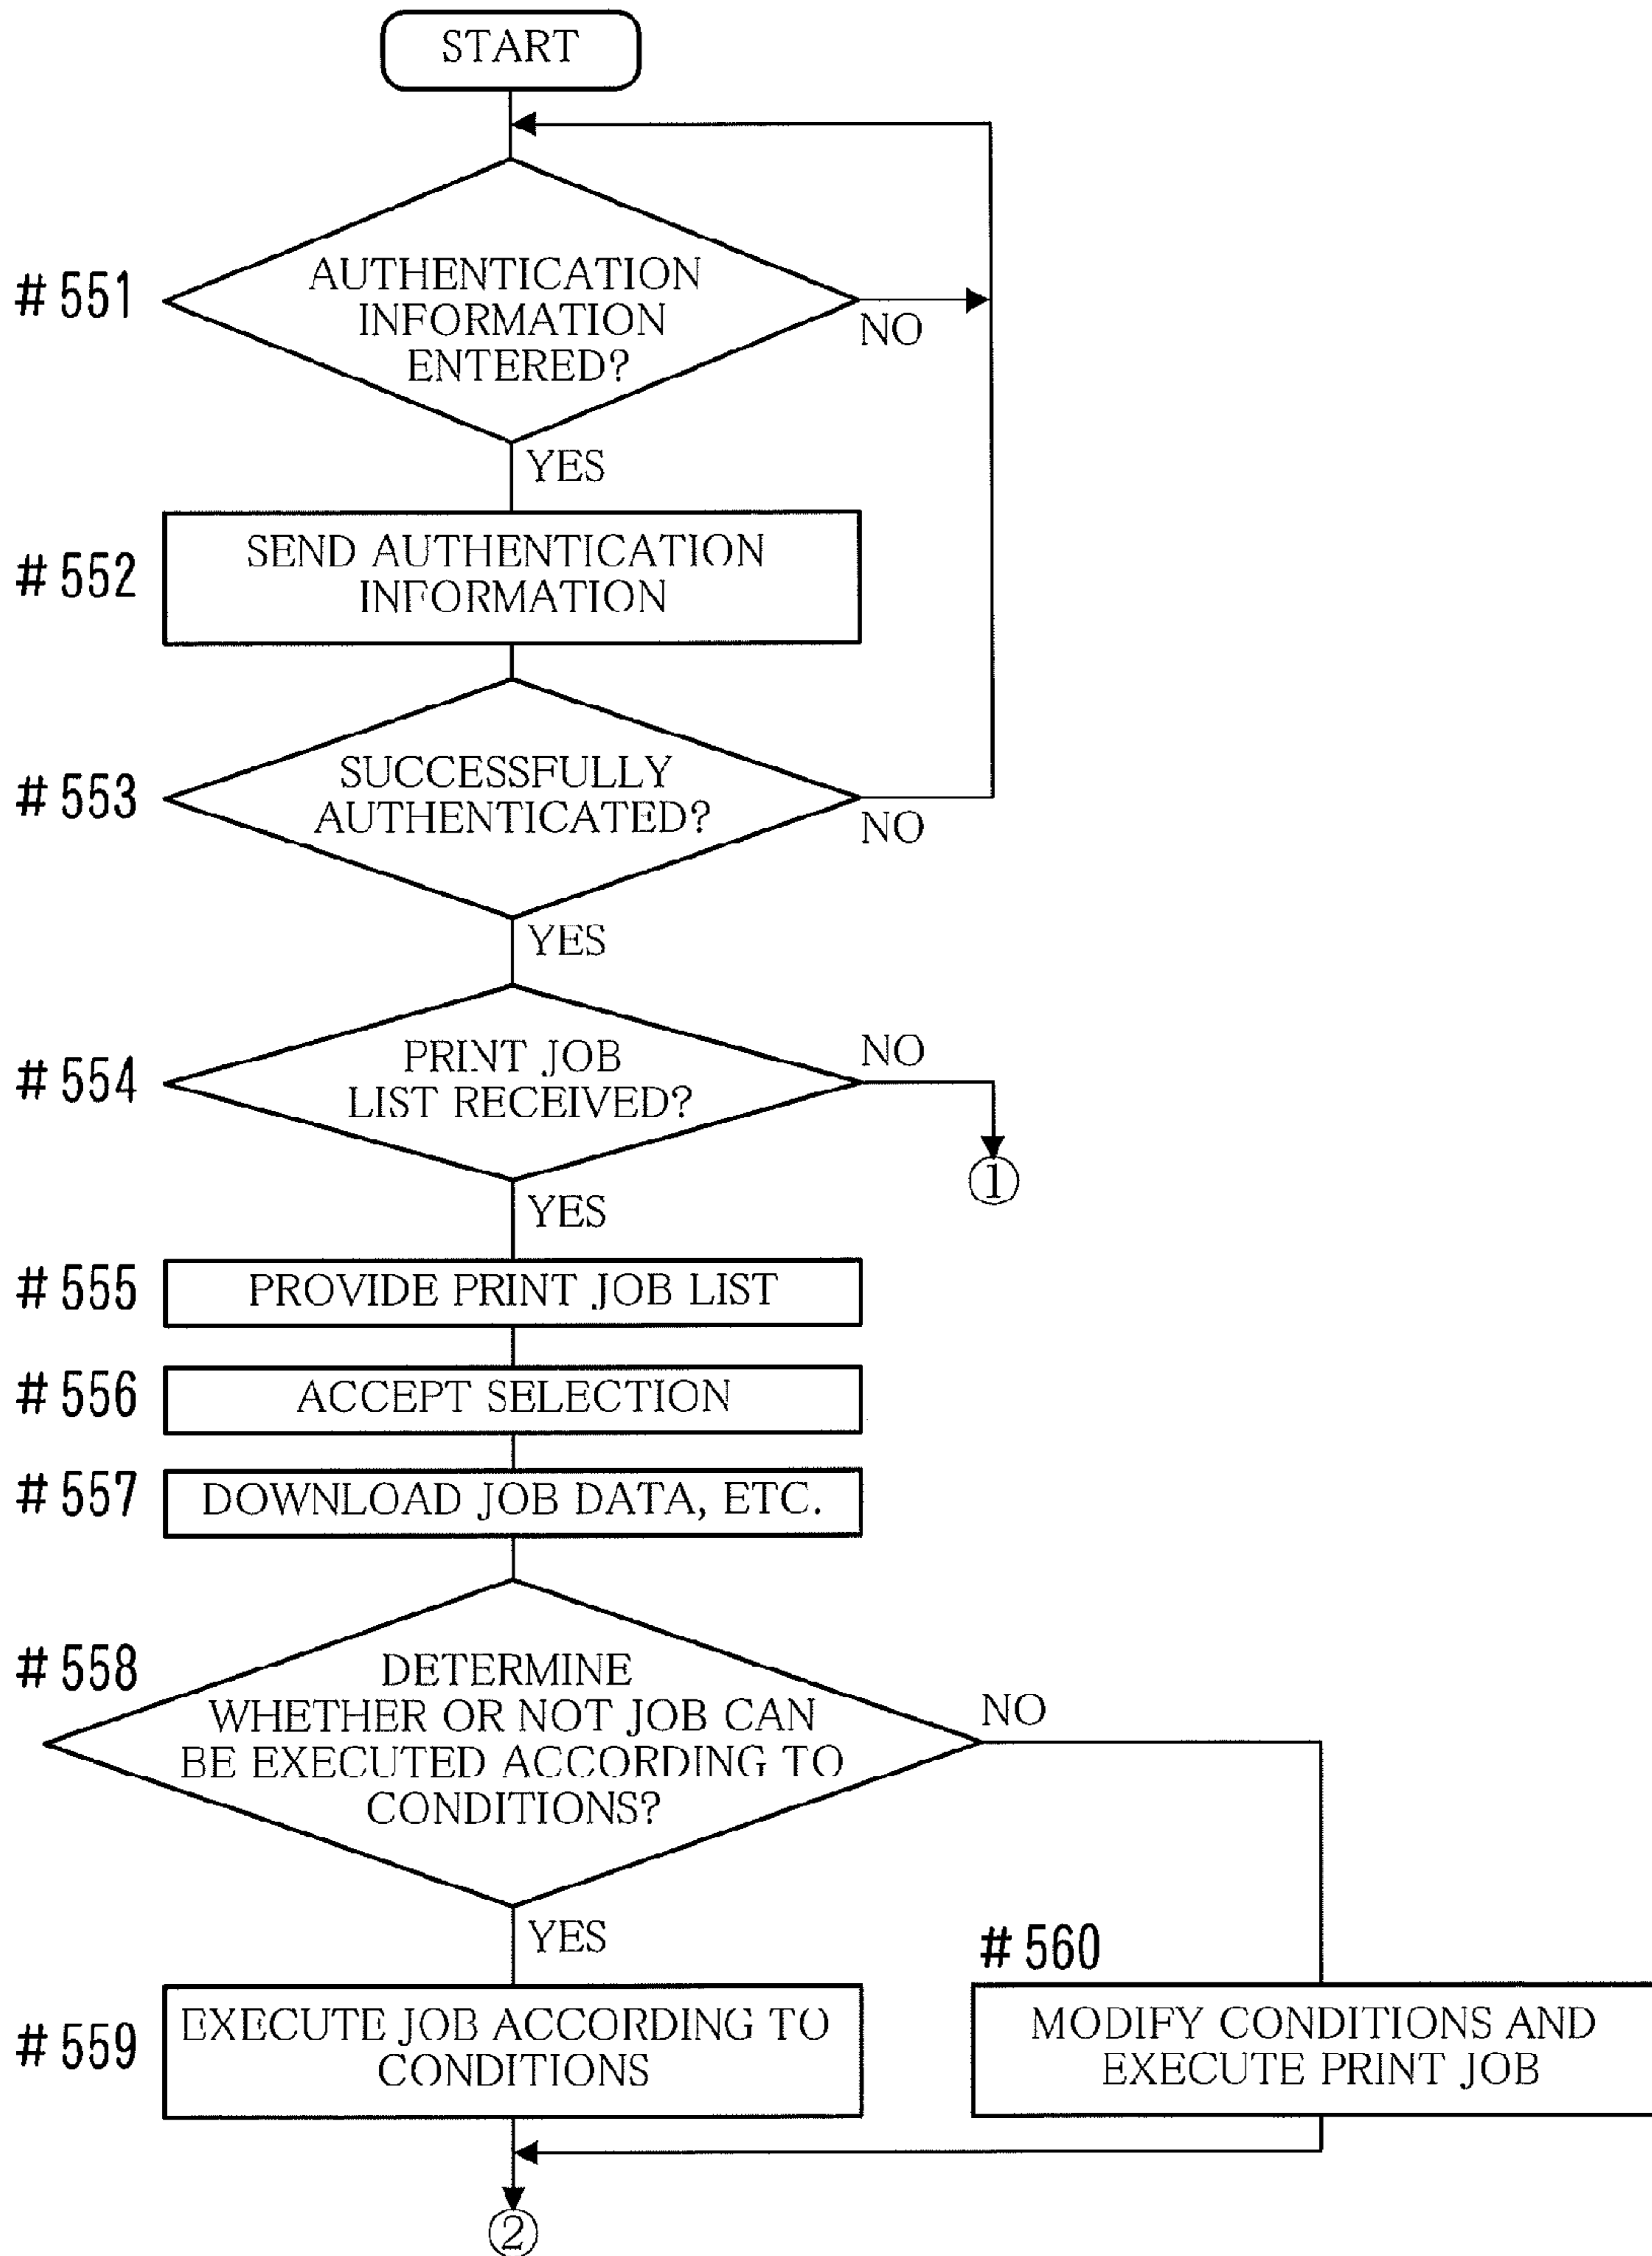 START
#551
AUTHENTICATION
INFORMATION
ENTERED?
NO
YES
#552
SEND AUTHENTICATION
INFORMATION
#553
SUCCESSFULLY
AUTHENTICATED?
NO
YES
#554
PRINT JOB
LIST RECEIVED?
NO
①
YES
#555
PROVIDE PRINT JOB LIST
#556
ACCEPT SELECTION
#557
DOWNLOAD JOB DATA, ETC.
#558
DETERMINE
WHETHER OR NOT JOB CAN
BE EXECUTED ACCORDING TO
CONDITIONS?
NO
YES
#559
EXECUTE JOB ACCORDING TO
CONDITIONS
#560
MODIFY CONDITIONS AND
EXECUTE PRINT JOB
②